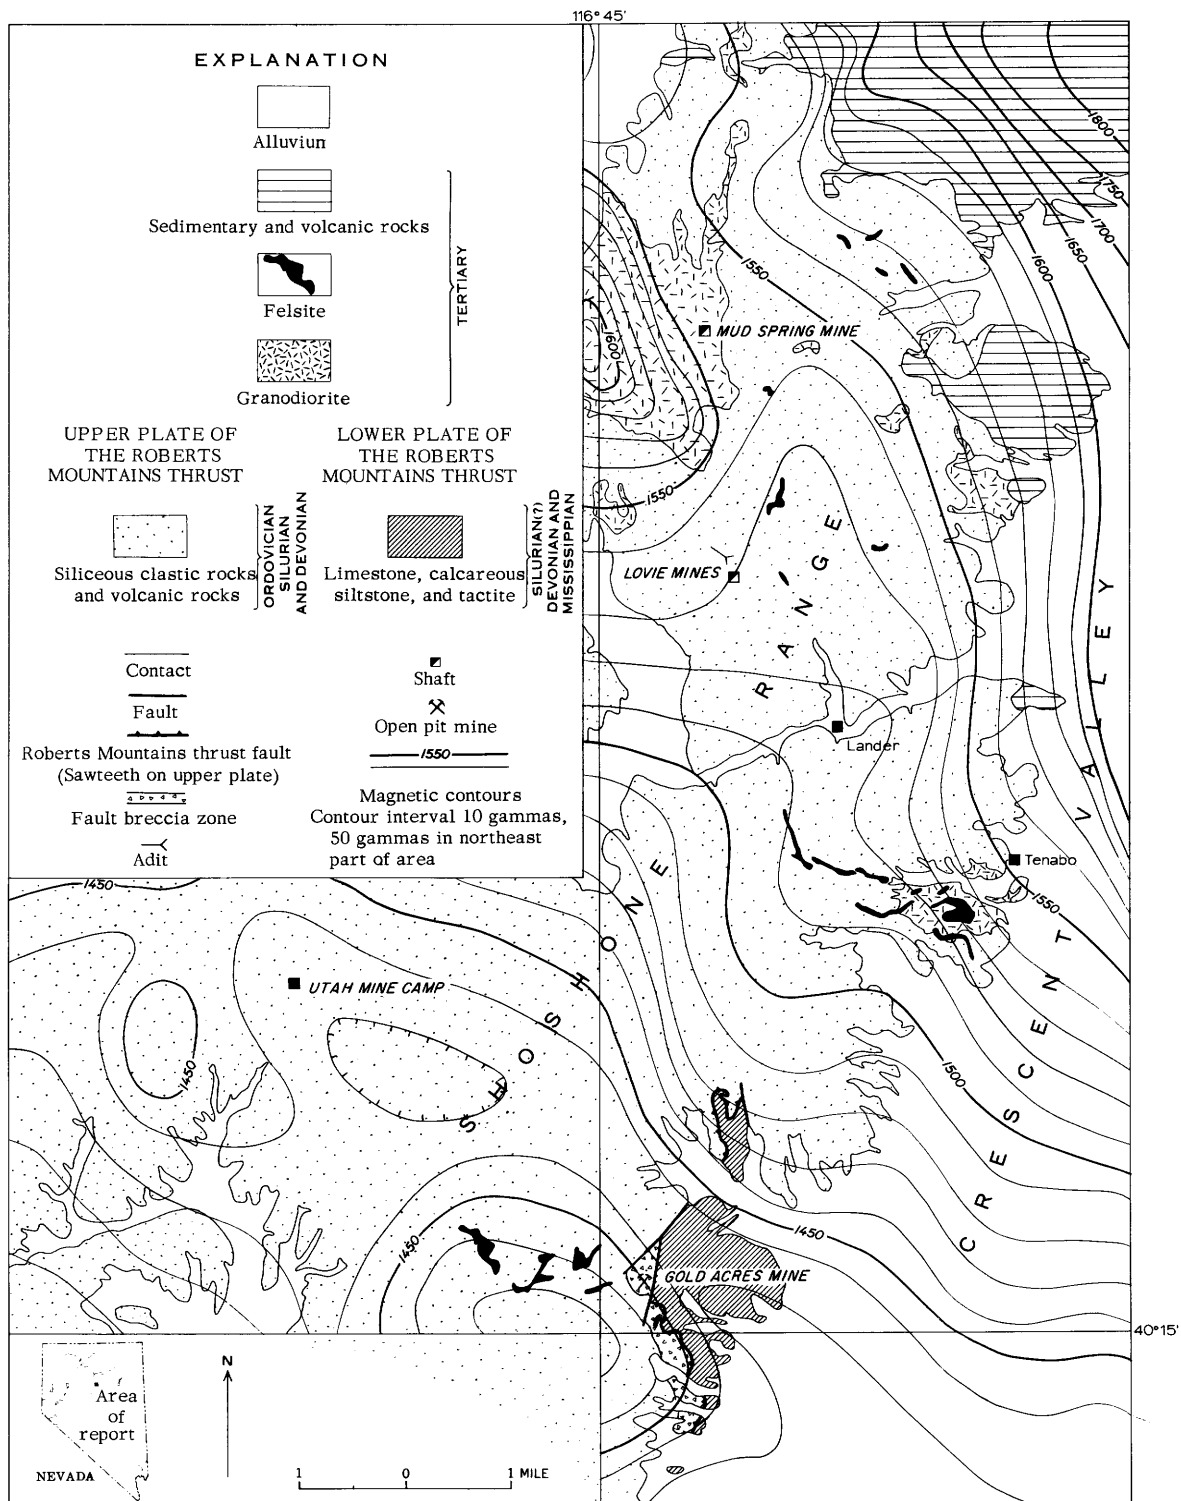 116° 45'
EXPLANATION
Alluviun
Sedimentary and volcanic rocks
Felsite
Granodiorite
TERTIARY
UPPER PLATE OF
THE ROBERTS
MOUNTAINS THRUST
LOWER PLATE OF
THE ROBERTS
MOUNTAINS THRUST
Siliceous clastic rocks
and volcanic rocks
ORDOVICIAN
SILURIAN
AND DEVONIAN
Limestone, calcareous
siltstone, and tactite
SILURIAN(?)
DEVONIAN AND
MISSISSIPPIAN
Contact
Fault
Roberts Mountains thrust fault
(Sawteeth on upper plate)
Fault breccia zone
Adit
Shaft
Open pit mine
1550
Magnetic contours
Contour interval 10 gammas,
50 gammas in northeast
part of area
1800
1750
1700
1650
1600
1550
1600
MUD SPRING MINE
1550
LOVIE MINES
SHOSHONE RANGE
Lander
CRESCENT VALLEY
Tenabo
1550
1450
UTAH MINE CAMP
1450
1500
1450
1450
GOLD ACRES MINE
40°15'
Area
of
report
NEVADA
N
1 0 1 MILE